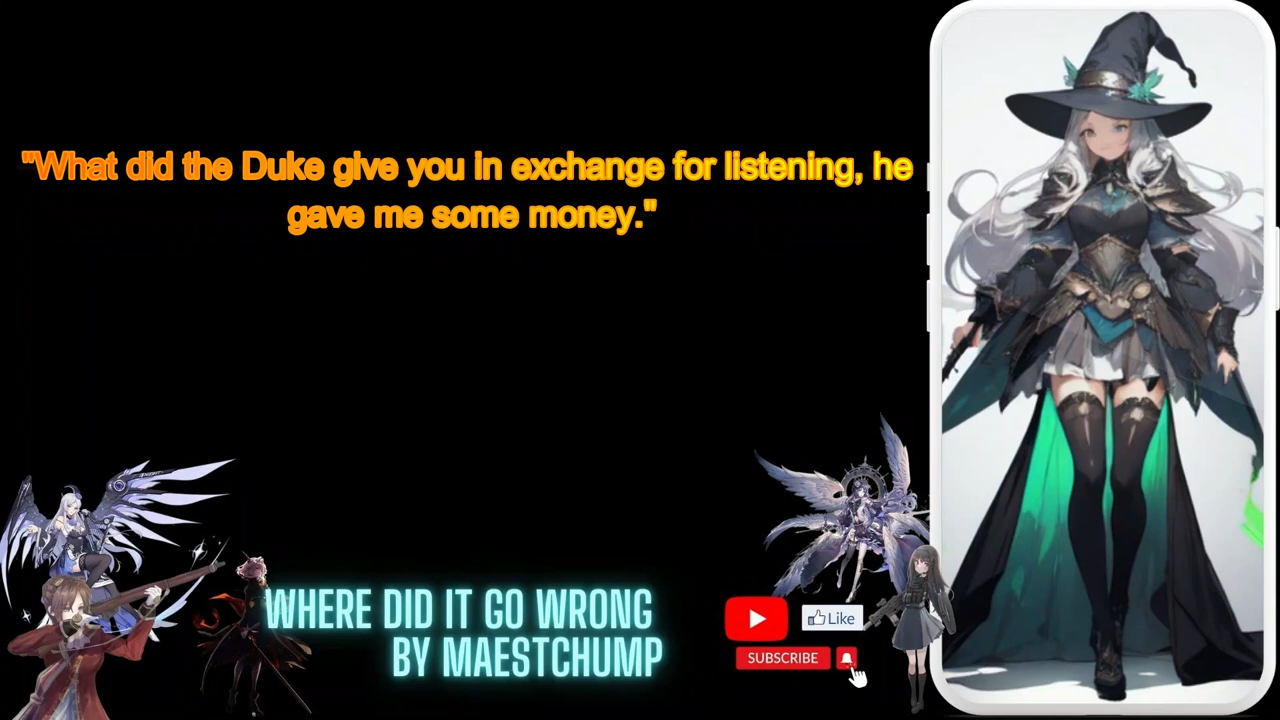 "What did the Duke give you in exchange for listening, he
gave me some money."
WHERE DID IT GO WRONG
BY MAESTCHUMP
Like
SUBSCRIBE